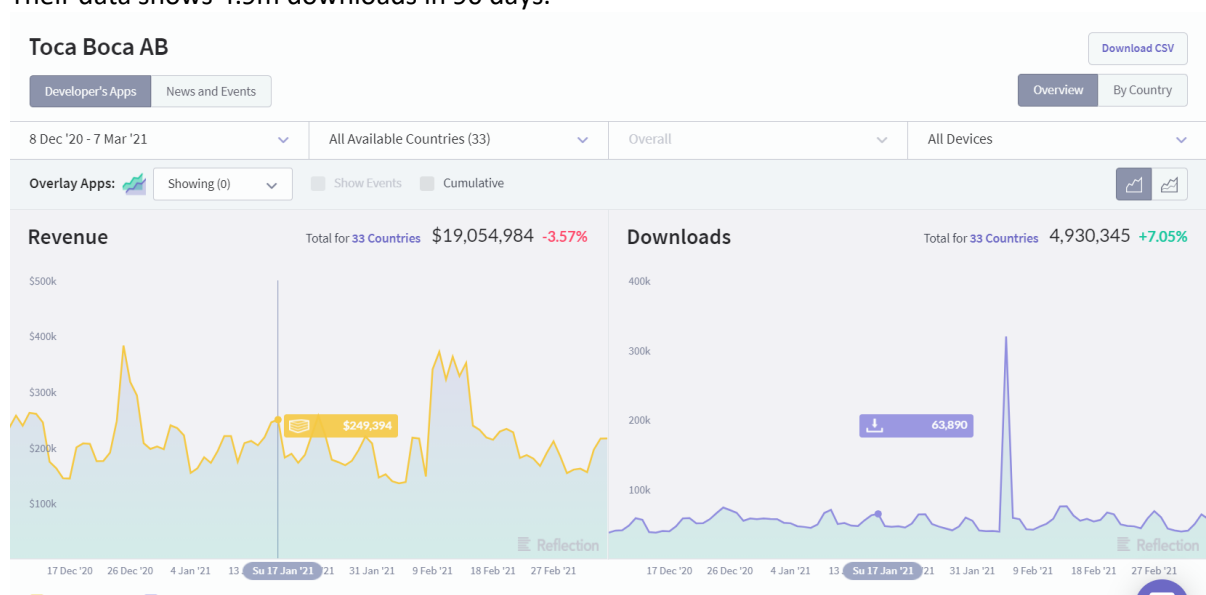 Their data shows 4.9m downloads in 90 days.
Toca Boca AB
Download CSV
Developer's Apps News and Events
Overview By Country
8 Dec '20 - 7 Mar '21 All Available Countries (33) Overall All Devices
Overlay Apps: Showing (0) Show Events Cumulative
Revenue Total for 33 Countries $19,054,984 -3.57%
$500k
$400k
$300k
$249,394
$200k
$100k
Reflection
17 Dec '20 26 Dec '20 4 Jan '21 13 Su 17 Jan '21 21 31 Jan '21 9 Feb '21 18 Feb '21 27 Feb '21
Downloads Total for 33 Countries 4,930,345 +7.05%
400k
300k
200k
63,890
100k
Reflection
17 Dec '20 26 Dec '20 4 Jan '21 13 Su 17 Jan '21 21 31 Jan '21 9 Feb '21 18 Feb '21 27 Feb '21